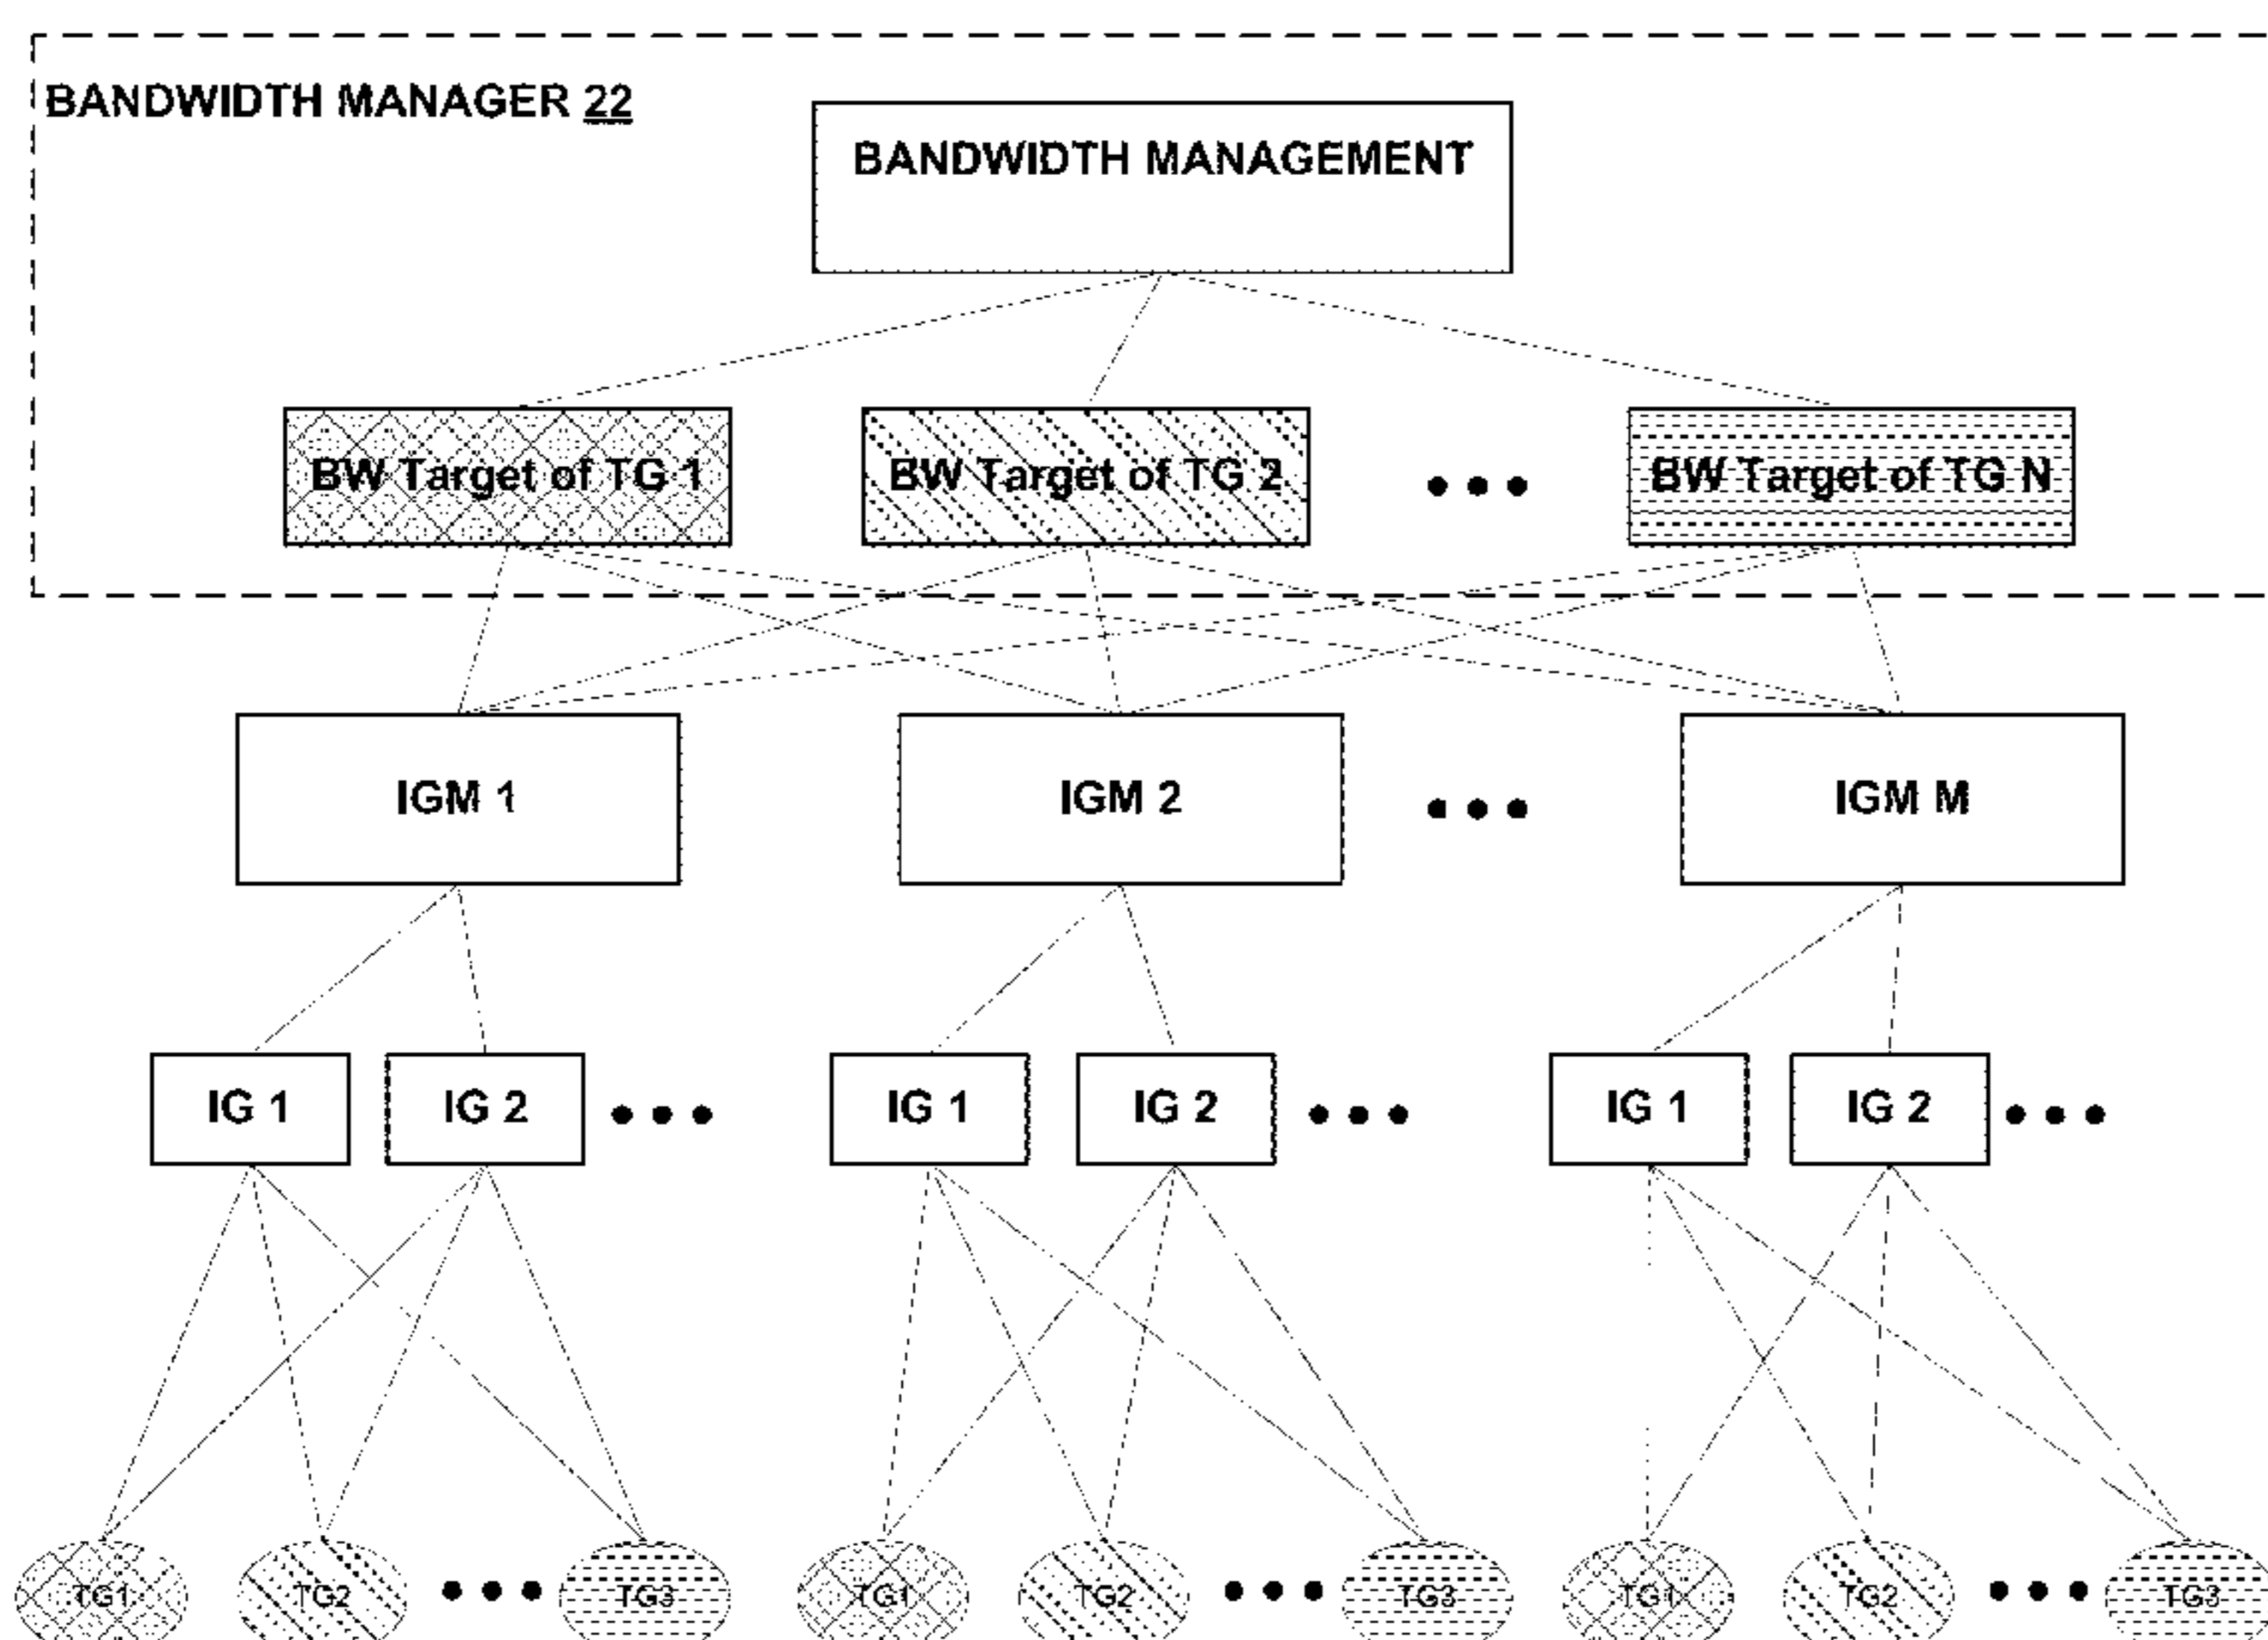 BANDWIDTH MANAGER 22
BANDWIDTH MANAGEMENT
BW Target of TG 1
BW Target of TG 2
BW Target of TG N
IGM 1
IGM 2
IGM M
IG 1
IG 2
IG 1
IG 2
IG 1
IG 2
TG1
TG2
TG3
TG1
TG2
TG3
TG1
TG2
TG3